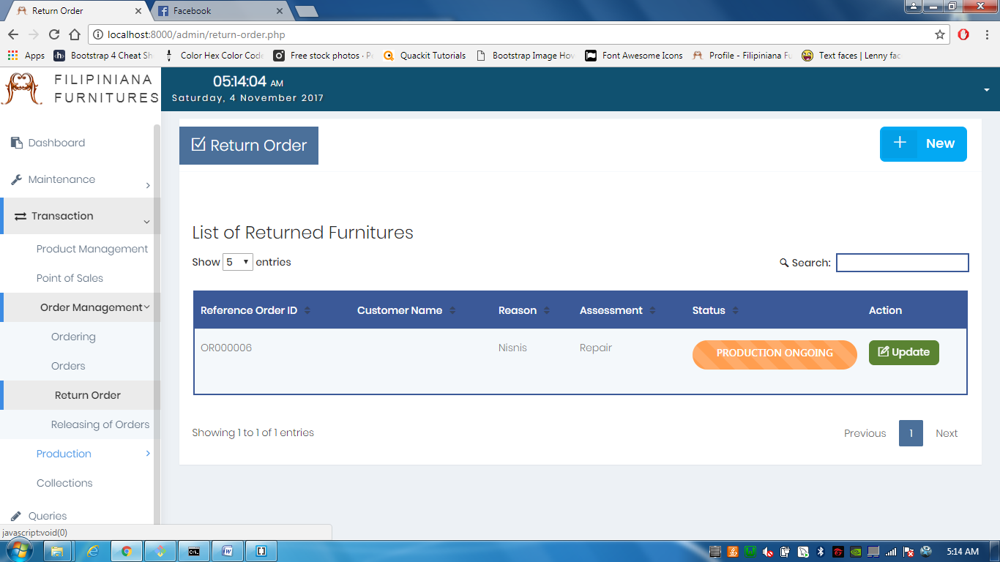 Return Order
Facebook
localhost:8000/admin/return-order.php
Apps
Bootstrap 4 Cheat Sh
Color Hex Color Code
Free stock photos · Pe
Quackit Tutorials
Bootstrap Image Hov
Font Awesome Icons
Profile - Filipiniana Fu
Text faces | Lenny fac
FILIPINIANA
FURNITURES
05:14:04 AM
Saturday, 4 November 2017
Dashboard
Maintenance
Transaction
Product Management
Point of Sales
Order Management
Ordering
Orders
Return Order
Releasing of Orders
Production
Collections
Queries
javascript:void(0)
Return Order
+ New
List of Returned Furnitures
Show 5 entries
Search:
Reference Order ID Customer Name Reason Assessment Status Action
OR000006 Nisnis Repair PRODUCTION ONGOING Update
Showing 1 to 1 of 1 entries
Previous 1 Next
5:14 AM